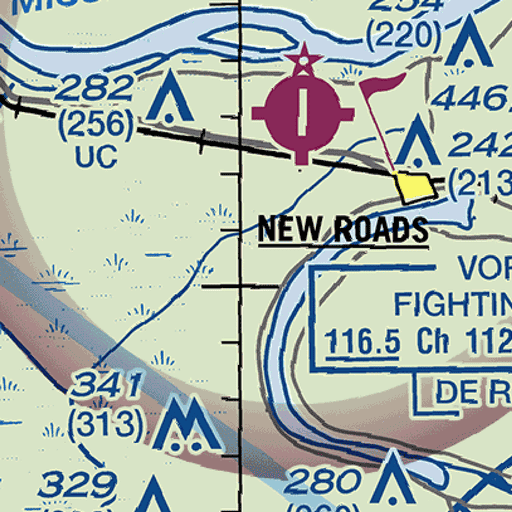 254
(220)
282
(256)
UC
446
242
(213
NEW ROADS
VOR
FIGHTIN
116.5 Ch 112
DE R
341
(313)
329
280